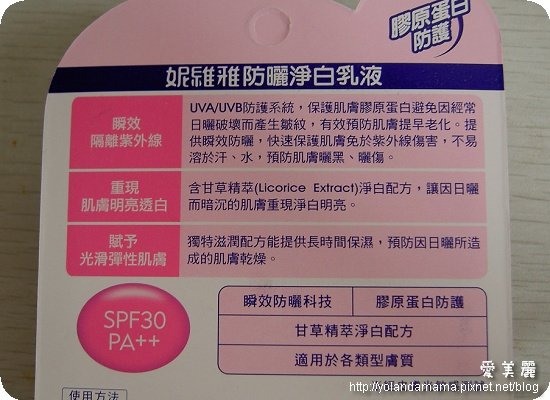 膠原蛋白
防護
妮維雅防曬淨白乳液
瞬效
隔離紫外線
UVA/UVB防護系統，保護肌膚膠原蛋白避免因經常
日曬破壞而產生皺紋，有效預防肌膚提早老化。提
供瞬效防曬，快速保護肌膚免於紫外線傷害，不易
溶於汗、水，預防肌膚曬黑、曬傷。
重現
肌膚明亮透白
含甘草精萃(Licorice Extract)淨白配方，讓因日曬
而暗沉的肌膚重現淨白明亮。
賦予
光滑彈性肌膚
獨特滋潤配方能提供長時間保濕，預防因日曬所造
成的肌膚乾燥。
SPF30
PA++
瞬效防曬科技
膠原蛋白防護
甘草精萃淨白配方
適用於各類型膚質
使用方法
愛美麗
http://yolandamama.pixnet.net/blog